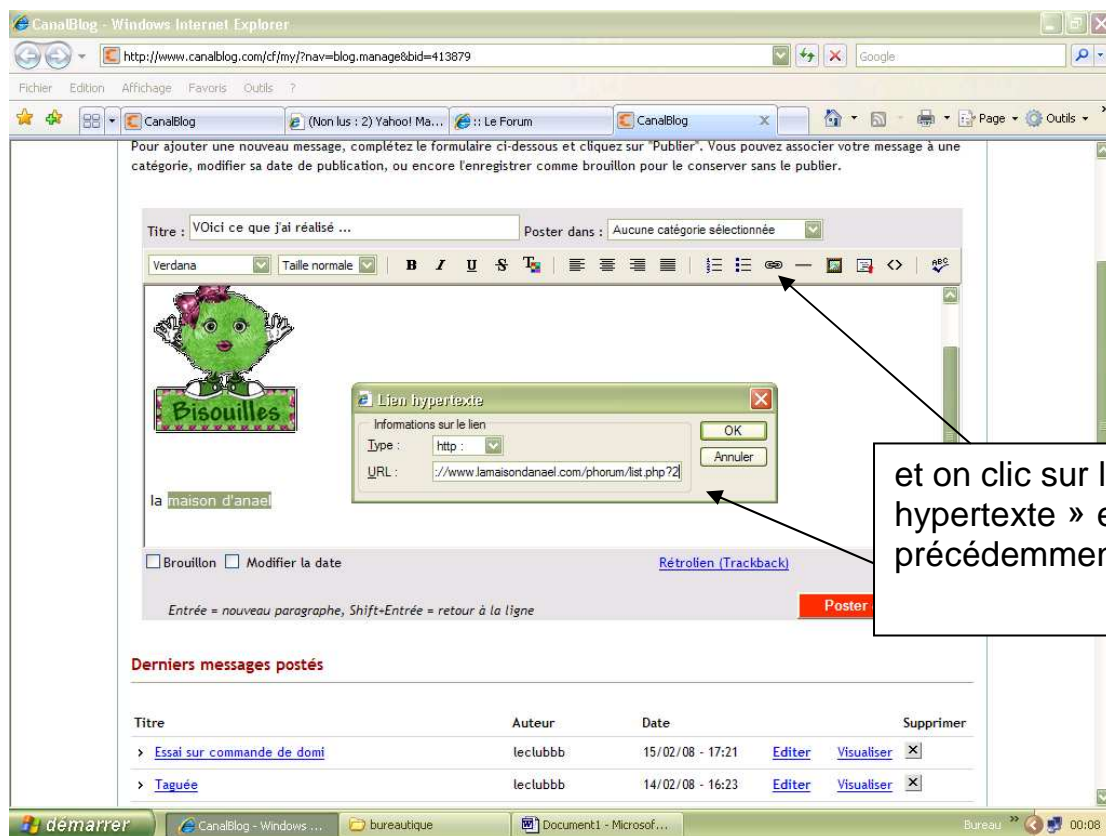 CanalBlog - Windows Internet Explorer
http://www.canalblog.com/cf/my/?nav=blog.manage&bid=413879
Google
Fichier Edition Affichage Favoris Outils ?
CanalBlog (Non lus : 2) Yahoo! Ma... :: Le Forum CanalBlog x Page Outils
Pour ajouter une nouveau message, complétez le formulaire ci-dessous et cliquez sur "Publier". Vous pouvez associer votre message à une
catégorie, modifier sa date de publication, ou encore l'enregistrer comme brouillon pour le conserver sans le publier.
Titre : VOici ce que j'ai réalisé ... Poster dans : Aucune catégorie sélectionnée
Verdana Taille normale B I U S T ABC
Bisouilles
Lien hypertexte
Informations sur le lien
Type : http :
URL : ://www.lamaisondanael.com/phorum/list.php?2
OK
Annuler
la maison d'anael
et on clic sur l
hypertexte » e
précédemmen
Brouillon Modifier la date Rétrolien (Trackback)
Entrée = nouveau paragraphe, Shift+Entrée = retour à la ligne
Poster
Derniers messages postés
Titre Auteur Date Supprimer
> Essai sur commande de domi leclubbb 15/02/08 - 17:21 Editer Visualiser X
> Taguée leclubbb 14/02/08 - 16:23 Editer Visualiser X
démarrer CanalBlog - Windows ... bureautique Document1 - Microsof... Bureau » 00:08